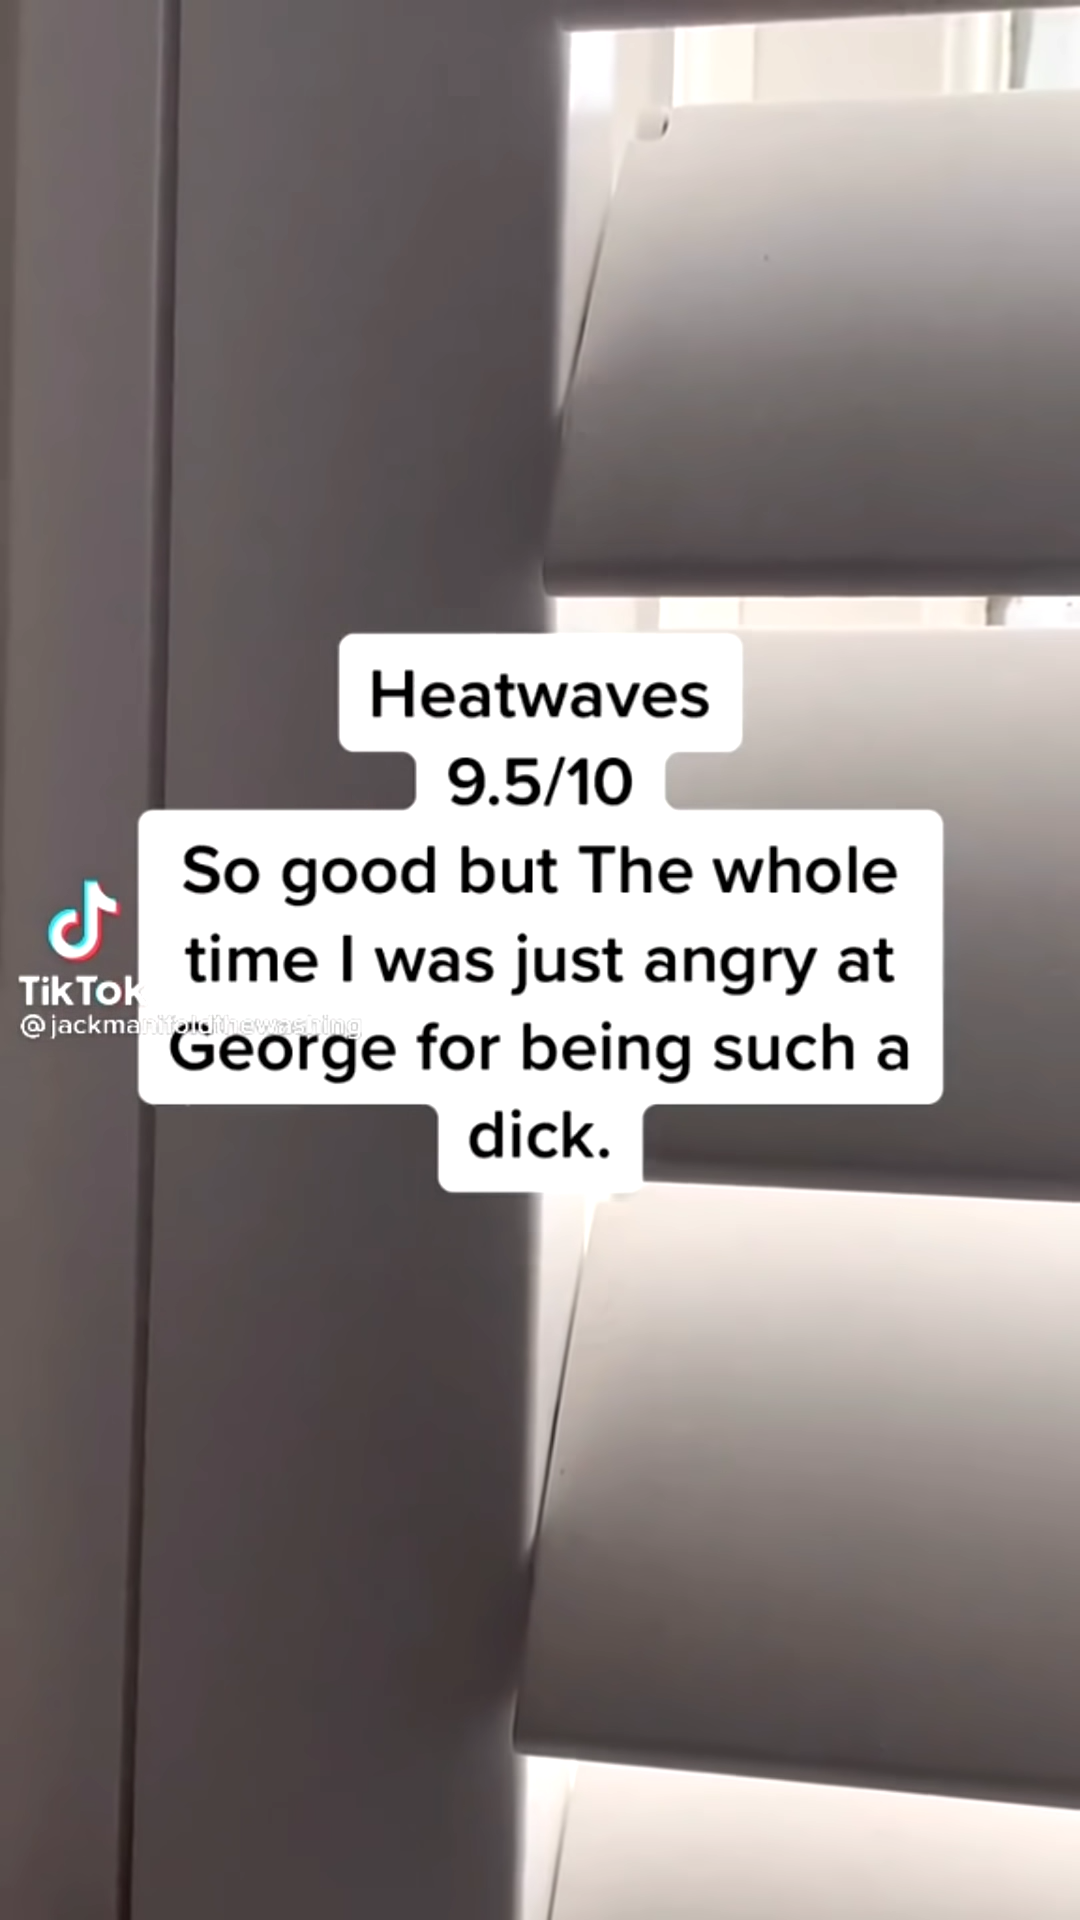 Heatwaves
9.5/10
So good but The whole
time I was just angry at
George for being such a
dick.
TikTok
@jackmanifoldthewashing